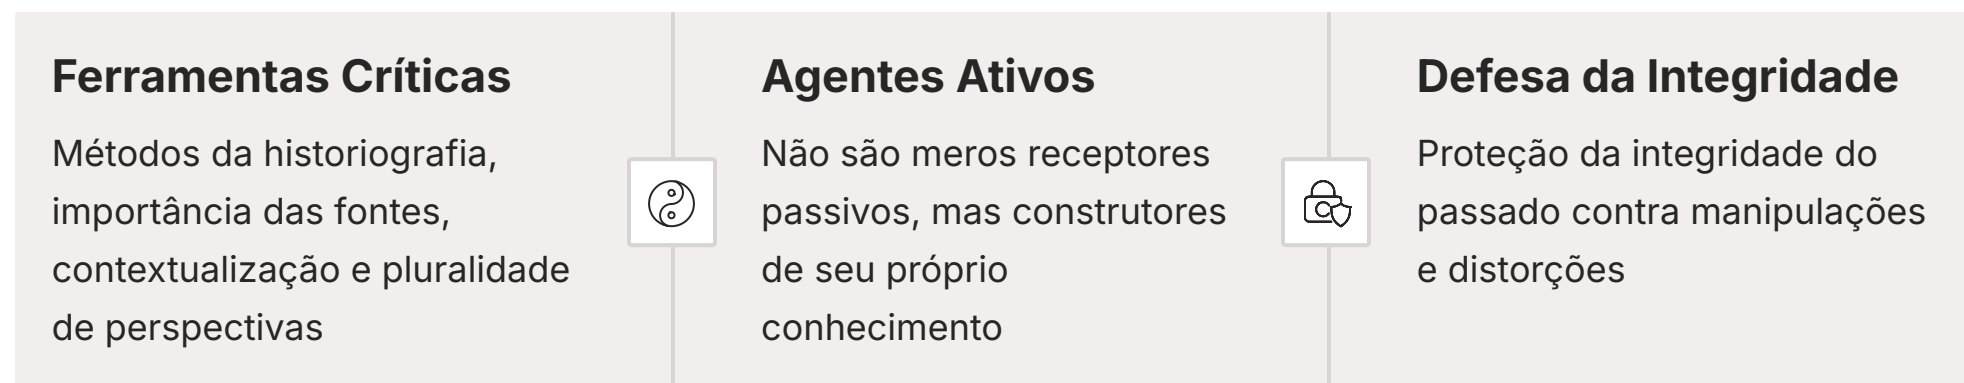 Ferramentas Críticas
Métodos da historiografia,
importância das fontes,
contextualização e pluralidade
de perspectivas
Agentes Ativos
Não são meros receptores
passivos, mas construtores
de seu próprio
conhecimento
Defesa da Integridade
Proteção da integridade do
passado contra manipulações
e distorções